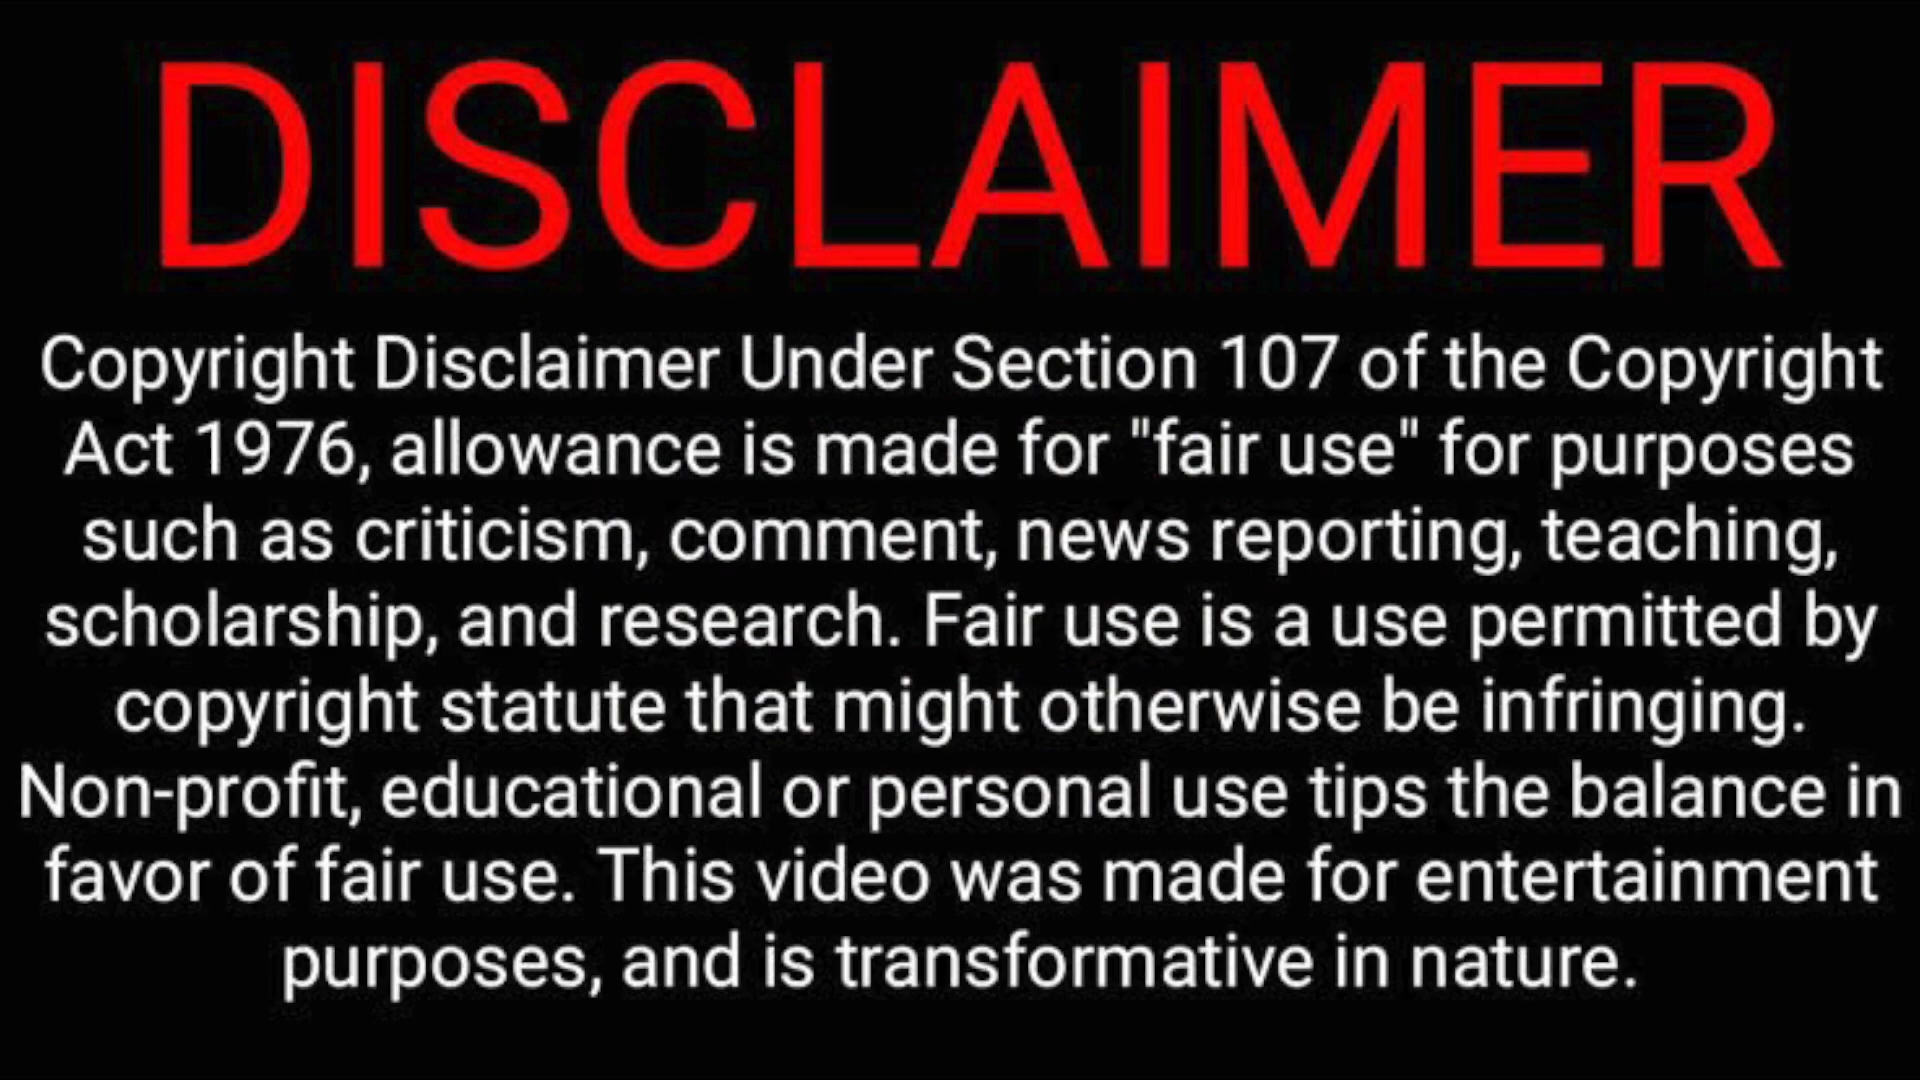 DISCLAIMER
Copyright Disclaimer Under Section 107 of the Copyright
Act 1976, allowance is made for "fair use" for purposes
such as criticism, comment, news reporting, teaching,
scholarship, and research. Fair use is a use permitted by
copyright statute that might otherwise be infringing.
Non-profit, educational or personal use tips the balance in
favor of fair use. This video was made for entertainment
purposes, and is transformative in nature.